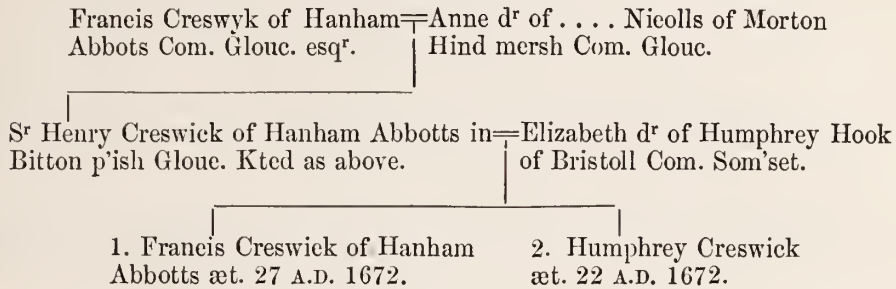 Francis Creswyk of Hanham=Anne dʳ of . . . . Nicolls of Morton
Abbots Com. Glouc. esqʳ. Hind mersh Com. Glouc.
Sʳ Henry Creswick of Hanham Abbotts in=Elizabeth dʳ of Humphrey Hook
Bitton p'ish Glouc. Kted as above. of Bristoll Com. Som'set.
1. Francis Creswick of Hanham 2. Humphrey Creswick
Abbotts æt. 27 A.D. 1672. æt. 22 A.D. 1672.